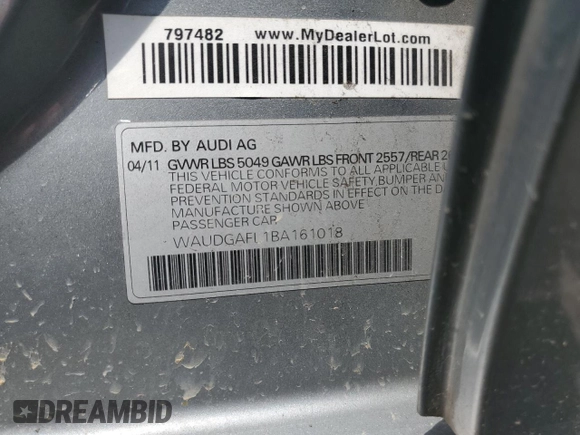 797482 www.MyDealerLot.com
MFD. BY AUDI AG
04/11 GVWR LBS 5049 GAWR LBS FRONT 2557/REAR
THIS VEHICLE CONFORMS TO ALL APPLICABLE
FEDERAL MOTOR VEHICLE SAFETY, BUMPER AND
PREVENTION STANDARDS IN EFFECT ON THE
MANUFACTURE SHOWN ABOVE
PASSENGER CAR
WAUDGAFL1BA161018
DREAMBID